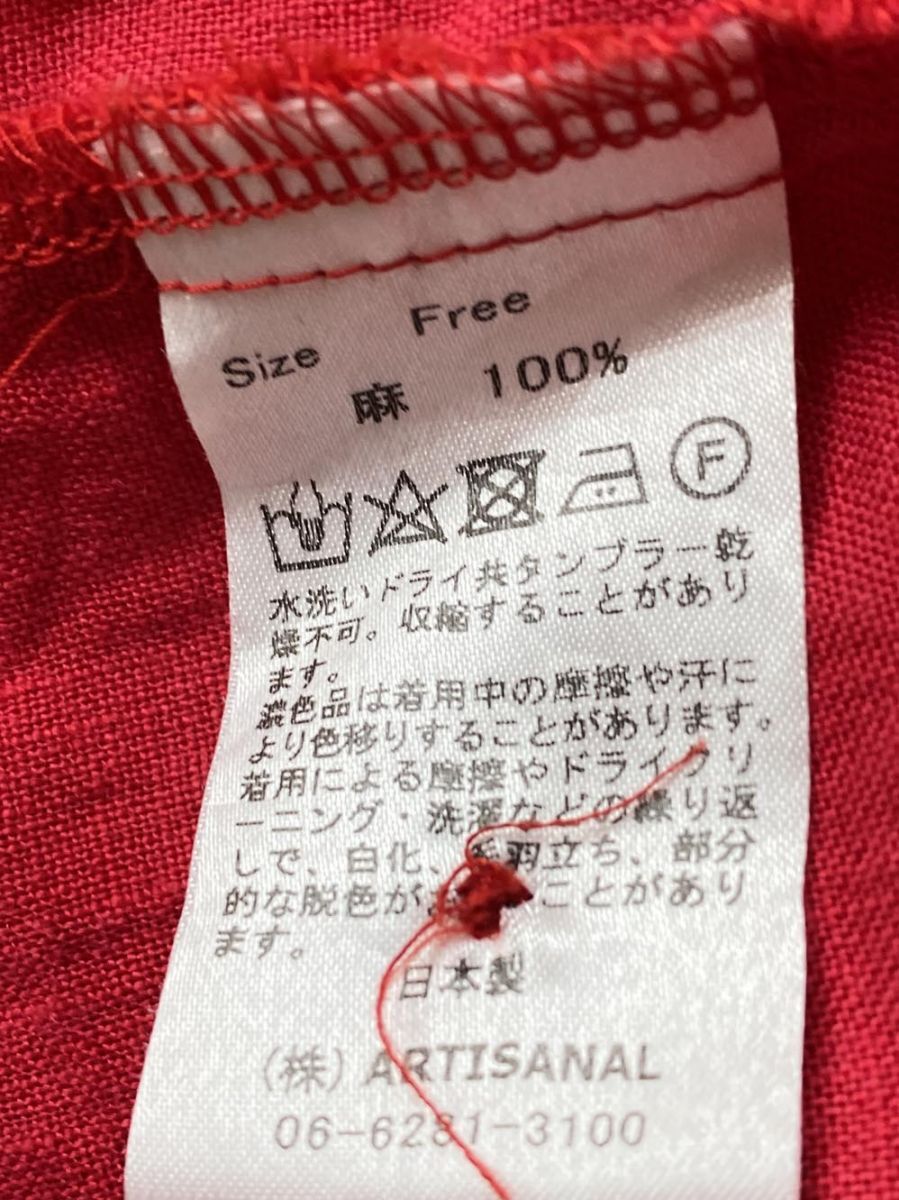 Size Free
麻 100%
F
水洗いドライ共タンブラー乾
燥不可。収縮することがあり
ます。
濃色品は着用中の摩擦や汗に
より色移りすることがあります。
着用による摩擦やドライクリ
ーニング・洗濯などの繰り返
しで、白化、毛羽立ち、部分
的な脱色が ことがあり
ます。
日本製
(株) ARTISANAL
06-6281-3100